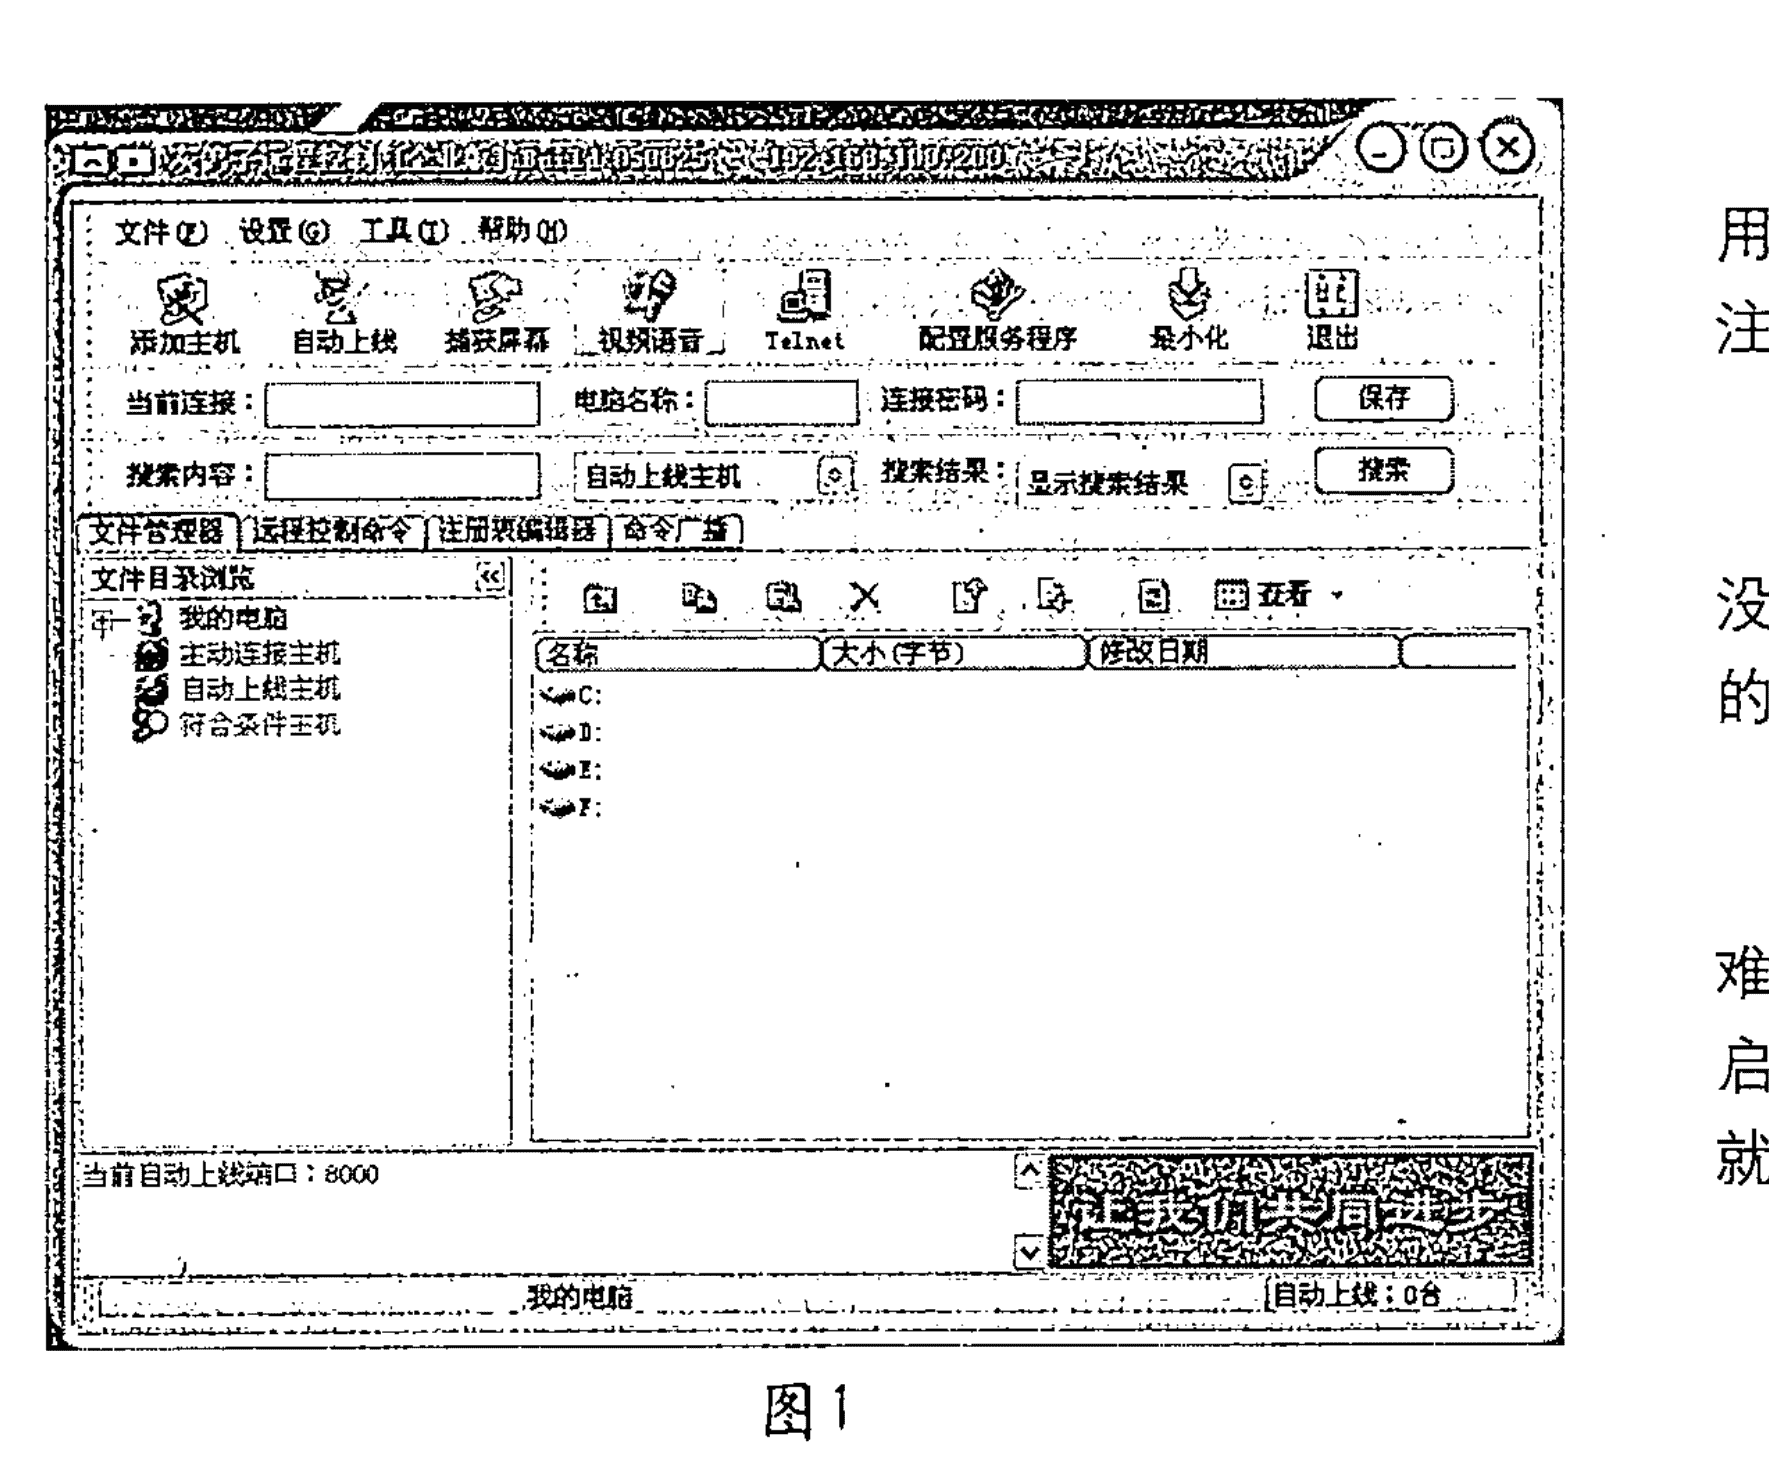 文件(F) 设置(G) 工具(T) 帮助(H)
添加主机 自动上线 捕获屏幕 视频语音 Telnet 配置服务程序 最小化 退出
当前连接： 电脑名称： 连接密码： 保存
搜索内容： 自动上线主机 搜索结果： 显示搜索结果 搜索
文件管理器 远程控制命令 注册表编辑器 命令广播
文件目录浏览 查看
我的电脑
主动连接主机
自动上线主机
符合条件主机
名称 大小(字节) 修改日期
C:
D:
E:
F:
当前自动上线端口：8000
让我们共同进步
我的电脑 自动上线：0台
图1
用
注
没
的
难
启
就